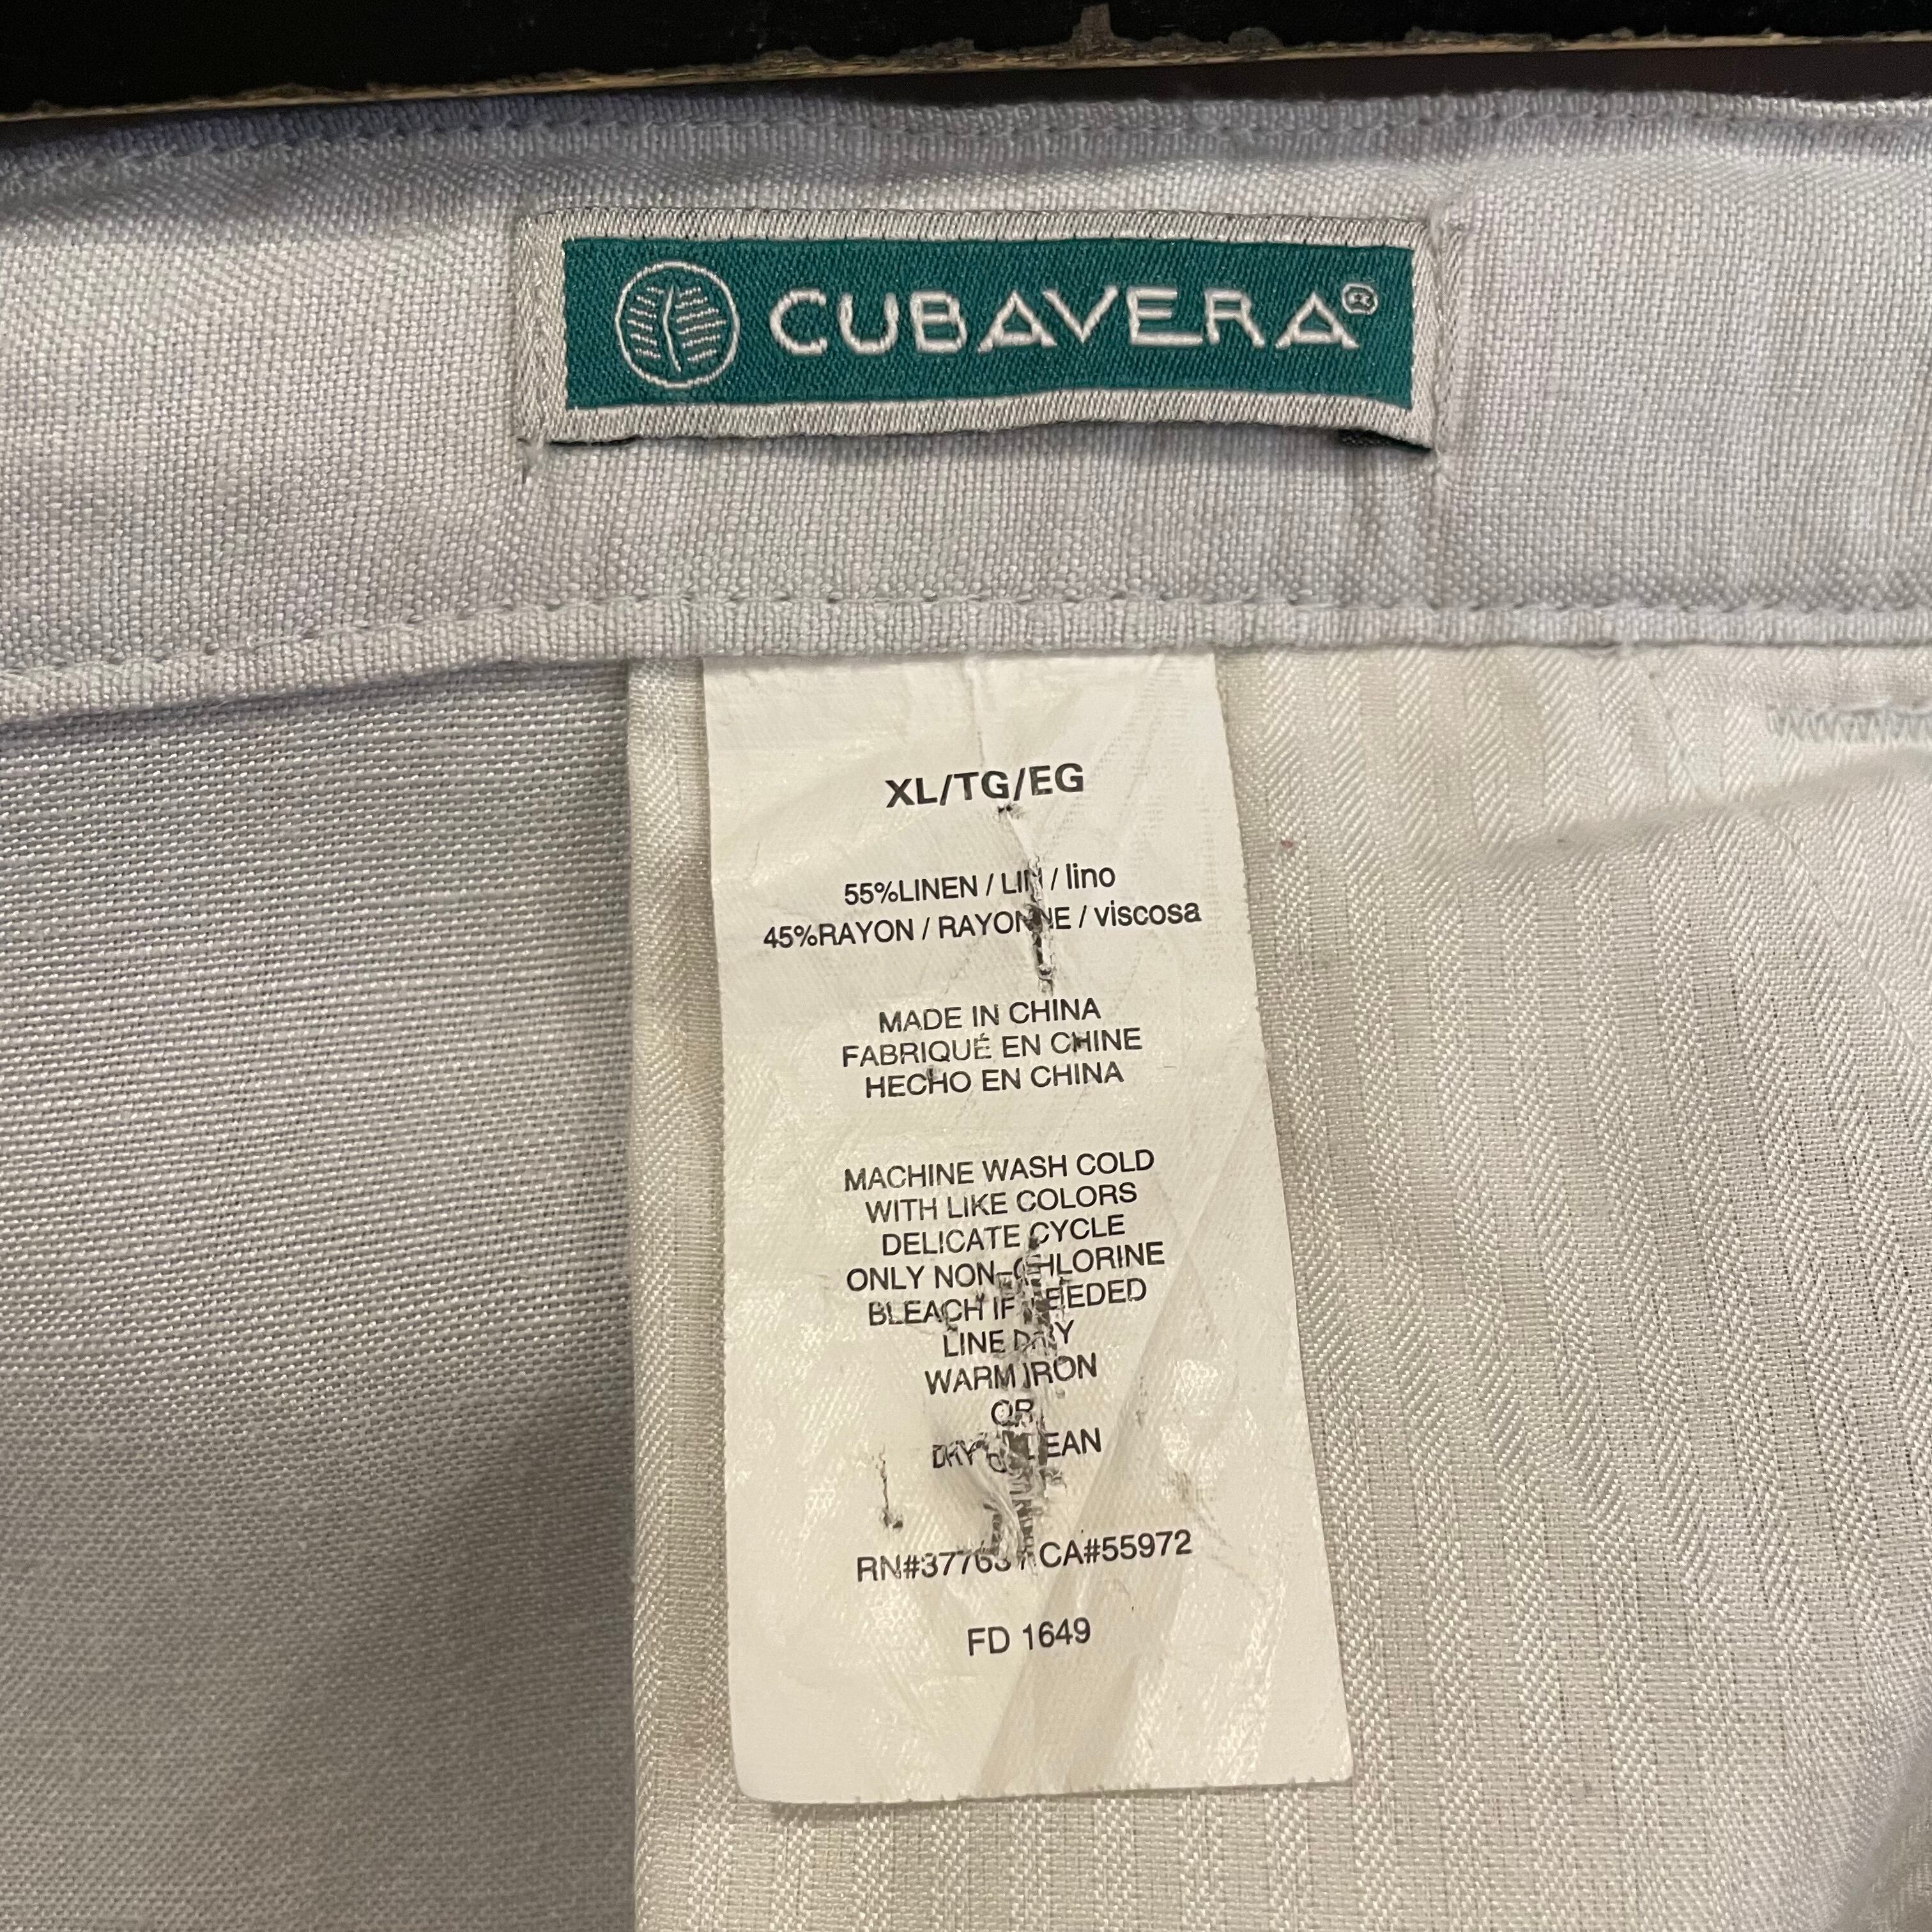 CUBAVERA®
XL/TG/EG
55%LINEN / LIN / lino
45%RAYON / RAYONNE / viscosa
MADE IN CHINA
FABRIQUÉ EN CHINE
HECHO EN CHINA
MACHINE WASH COLD
WITH LIKE COLORS
DELICATE CYCLE
ONLY NON-CHLORINE
BLEACH IF NEEDED
LINE DRY
WARM IRON
OR
DRY CLEAN
CA#55972
FD 1649